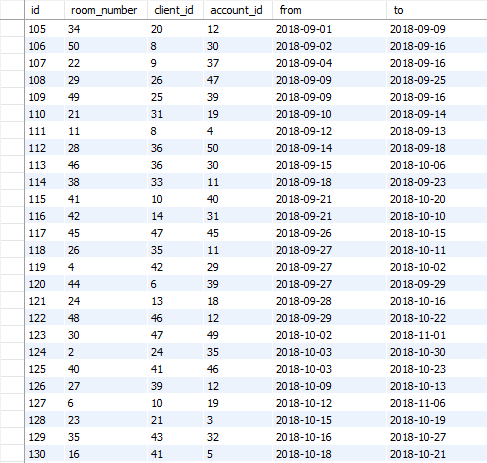 id room_number client_id account_id from to
105 34 20 12 2018-09-01 2018-09-09
106 50 8 30 2018-09-02 2018-09-16
107 22 9 37 2018-09-04 2018-09-16
108 29 26 47 2018-09-09 2018-09-25
109 49 25 39 2018-09-09 2018-09-16
110 21 31 19 2018-09-10 2018-09-14
111 11 8 4 2018-09-12 2018-09-13
112 28 36 50 2018-09-14 2018-09-18
113 46 36 30 2018-09-15 2018-10-06
114 38 33 11 2018-09-18 2018-09-23
115 41 10 40 2018-09-21 2018-10-20
116 42 14 31 2018-09-21 2018-10-10
117 45 47 45 2018-09-26 2018-10-15
118 26 35 11 2018-09-27 2018-10-11
119 4 42 29 2018-09-27 2018-10-02
120 44 6 39 2018-09-27 2018-09-29
121 24 13 18 2018-09-28 2018-10-16
122 48 46 12 2018-09-29 2018-10-22
123 30 47 49 2018-10-02 2018-11-01
124 2 24 35 2018-10-03 2018-10-30
125 40 41 46 2018-10-03 2018-10-23
126 27 39 12 2018-10-09 2018-10-13
127 6 10 19 2018-10-12 2018-11-06
128 23 21 3 2018-10-15 2018-10-19
129 35 43 32 2018-10-16 2018-10-27
130 16 41 5 2018-10-18 2018-10-21